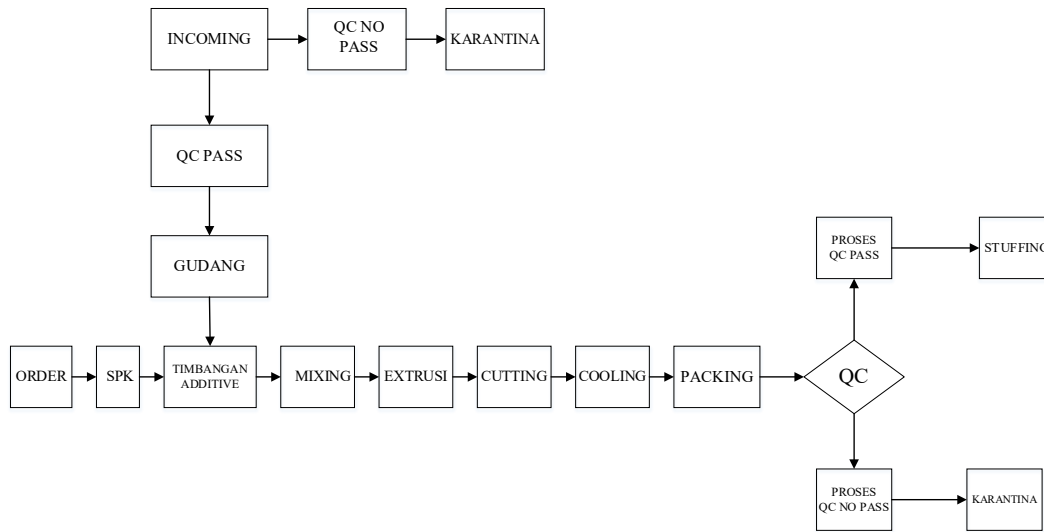 INCOMING
QC NO
PASS
KARANTINA
QC PASS
GUDANG
PROSES
QC PASS
STUFFING
ORDER
SPK
TIMBANGAN
ADDITIVE
MIXING
EXTRUSI
CUTTING
COOLING
PACKING
QC
PROSES
QC NO PASS
KARANTINA